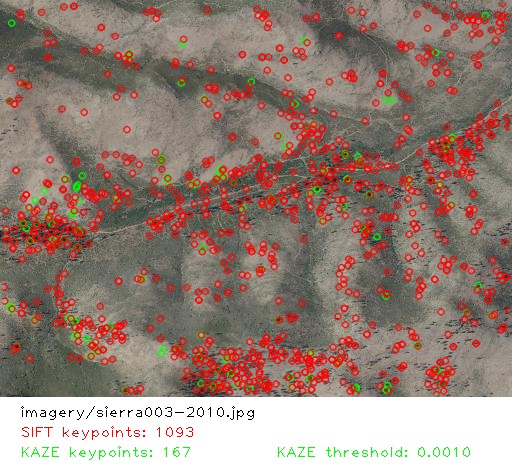 imagery/sierra003-2010.jpg
SIFT keypoints: 1093
KAZE keypoints: 167 KAZE threshold: 0.0010